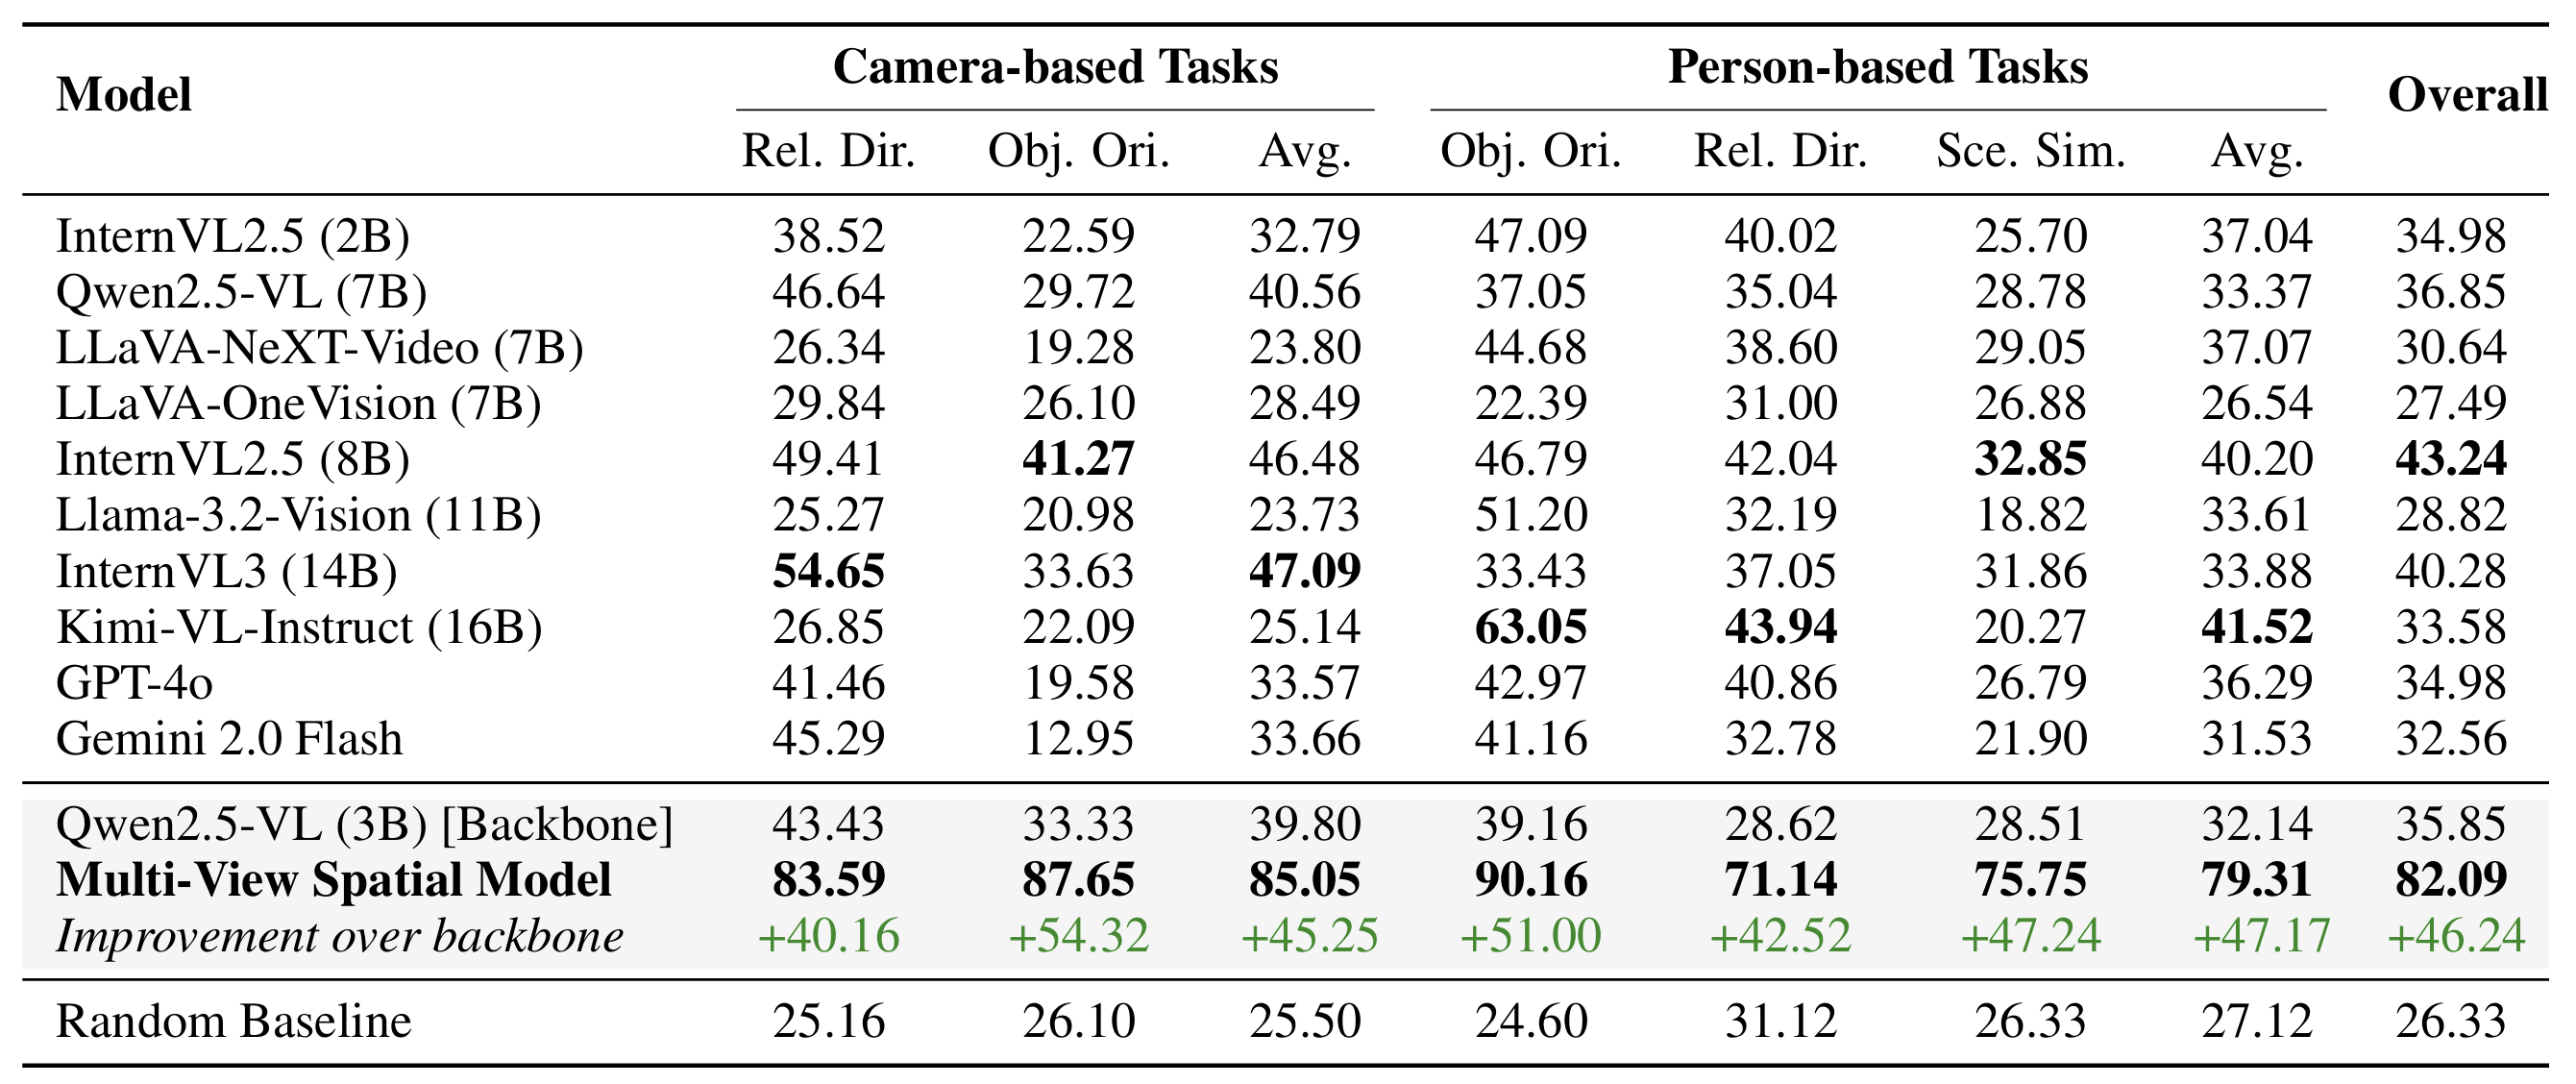 Model Camera-based Tasks Person-based Tasks Overall
Rel. Dir. Obj. Ori. Avg. Obj. Ori. Rel. Dir. Sce. Sim. Avg.
InternVL2.5 (2B) 38.52 22.59 32.79 47.09 40.02 25.70 37.04 34.98
Qwen2.5-VL (7B) 46.64 29.72 40.56 37.05 35.04 28.78 33.37 36.85
LLaVA-NeXT-Video (7B) 26.34 19.28 23.80 44.68 38.60 29.05 37.07 30.64
LLaVA-OneVision (7B) 29.84 26.10 28.49 22.39 31.00 26.88 26.54 27.49
InternVL2.5 (8B) 49.41 41.27 46.48 46.79 42.04 32.85 40.20 43.24
Llama-3.2-Vision (11B) 25.27 20.98 23.73 51.20 32.19 18.82 33.61 28.82
InternVL3 (14B) 54.65 33.63 47.09 33.43 37.05 31.86 33.88 40.28
Kimi-VL-Instruct (16B) 26.85 22.09 25.14 63.05 43.94 20.27 41.52 33.58
GPT-4o 41.46 19.58 33.57 42.97 40.86 26.79 36.29 34.98
Gemini 2.0 Flash 45.29 12.95 33.66 41.16 32.78 21.90 31.53 32.56
Qwen2.5-VL (3B) [Backbone] 43.43 33.33 39.80 39.16 28.62 28.51 32.14 35.85
Multi-View Spatial Model 83.59 87.65 85.05 90.16 71.14 75.75 79.31 82.09
Improvement over backbone +40.16 +54.32 +45.25 +51.00 +42.52 +47.24 +47.17 +46.24
Random Baseline 25.16 26.10 25.50 24.60 31.12 26.33 27.12 26.33